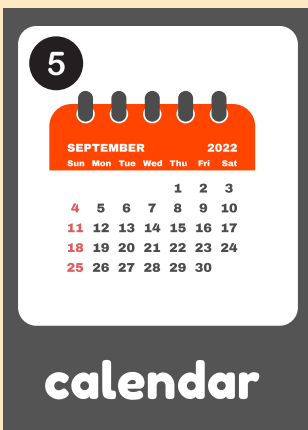 5
SEPTEMBER 2022
Sun Mon Tue Wed Thu Fri Sat
1 2 3
4 5 6 7 8 9 10
11 12 13 14 15 16 17
18 19 20 21 22 23 24
25 26 27 28 29 30
calendar